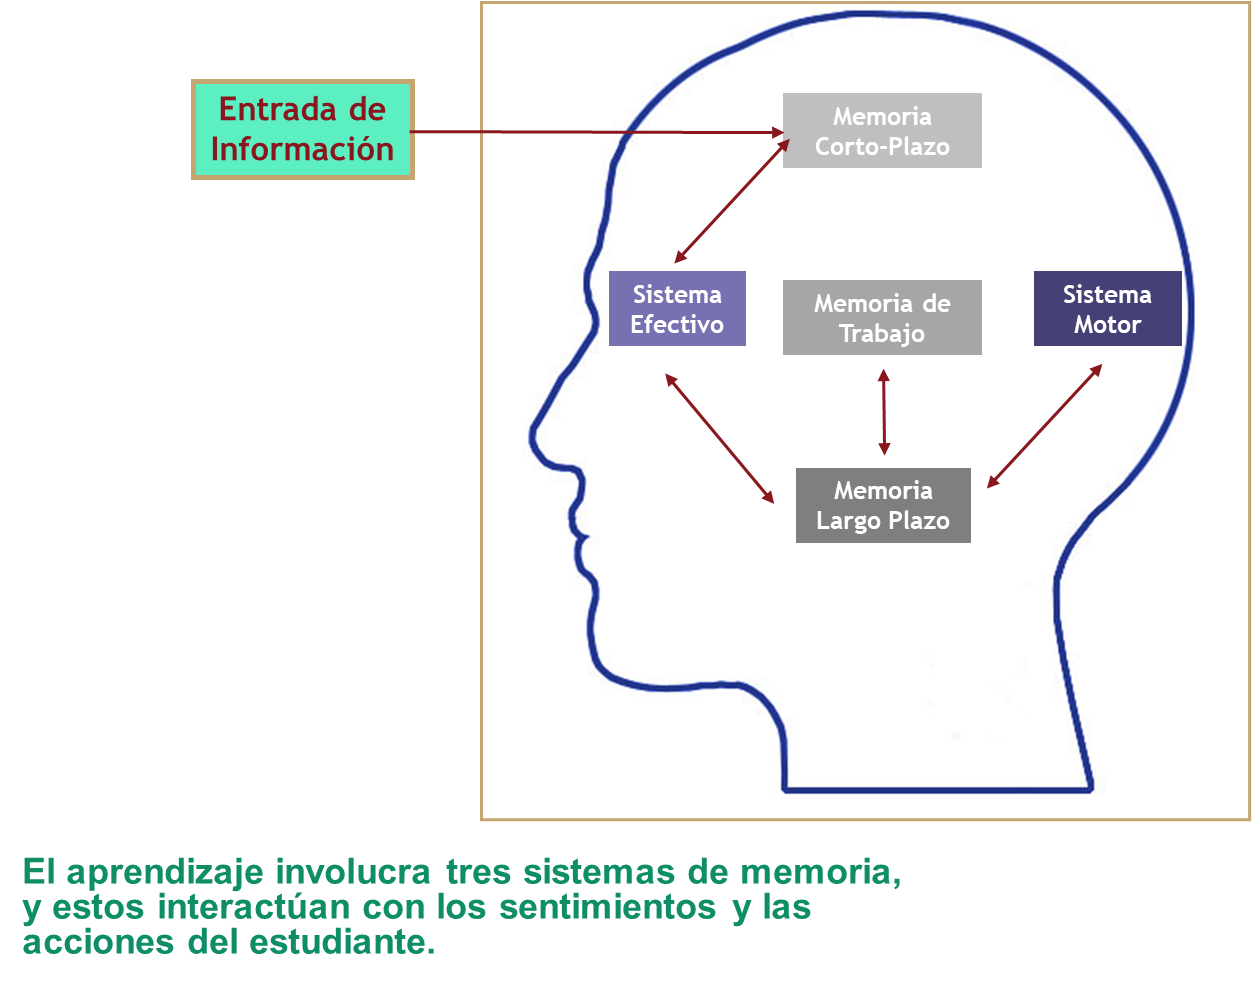 Entrada de
Información
Memoria
Corto-Plazo
Sistema
Efectivo
Memoria de
Trabajo
Sistema
Motor
Memoria
Largo Plazo
El aprendizaje involucra tres sistemas de memoria,
y estos interactúan con los sentimientos y las
acciones del estudiante.